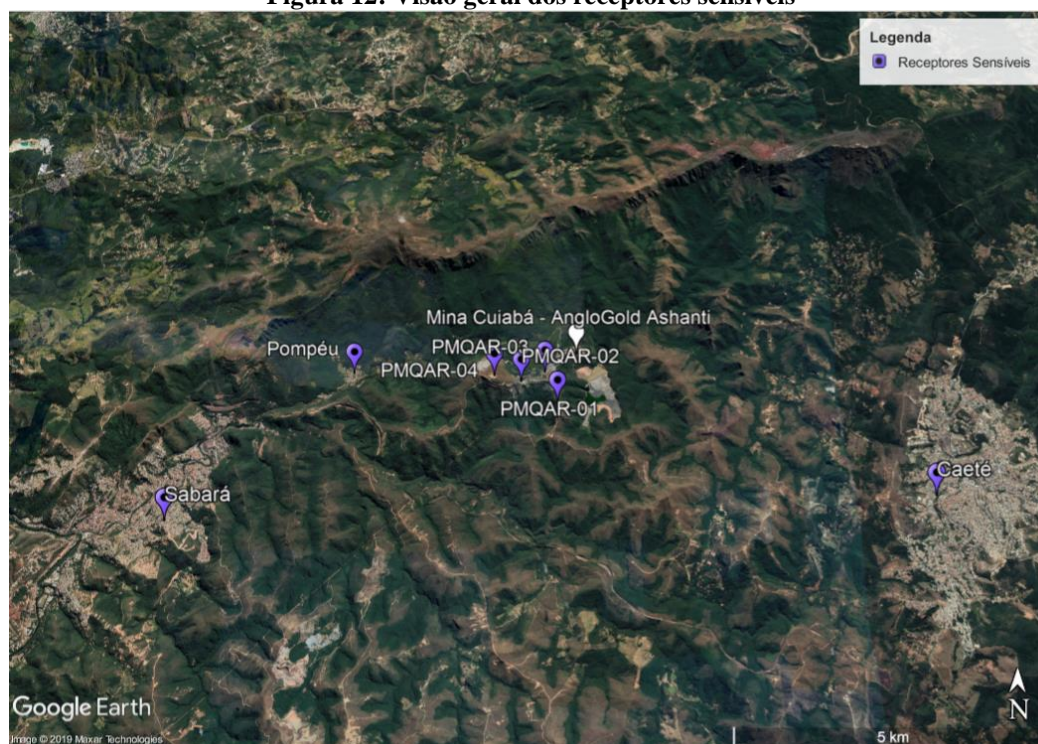 Figura 12: Visão geral dos receptores sensíveis
Legenda
Receptores Sensíveis
Mina Cuiabá - AngloGold Ashanti
Pompéu
PMQAR-03
PMQAR-02
PMQAR-04
PMQAR-01
Sabará
Caeté
Google Earth
N
Image © 2019 Maxar Technologies
5 km